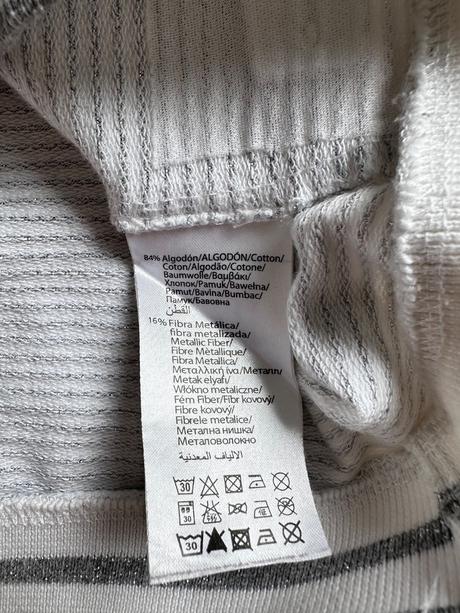 84% Algodón/ALGODÓN/Cotton/
Coton/Algodão/Cotone/
Baumwolle/Βαμβάκι/
Хлопок/Pamuk/Bawełna/
Pamut/Bavlna/Bumbac/
Памук/Бавовна
القطن
16% Fibra Metálica/
fibra metalizada/
Metallic Fiber/
Fibre Métallique/
Fibra Metallica/
Μεταλλική ίνα/Металл/
Metak elyafı/
Włókno metaliczne/
Fém Fiber/Fibr kovový/
Fibre kovový/
Fibrele metalice/
Метална нишка/
Металоволокно
الالياف المعدنية
30
30
30